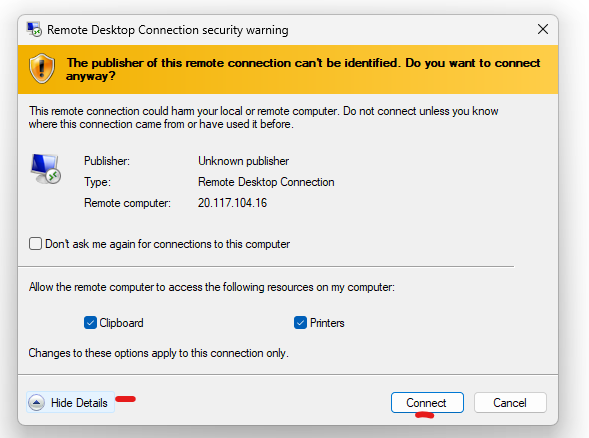 Remote Desktop Connection security warning
The publisher of this remote connection can't be identified. Do you want to connect
anyway?
This remote connection could harm your local or remote computer. Do not connect unless you know
where this connection came from or have used it before.
Publisher: Unknown publisher
Type: Remote Desktop Connection
Remote computer: 20.117.104.16
Don't ask me again for connections to this computer
Allow the remote computer to access the following resources on my computer:
Clipboard Printers
Changes to these options apply to this connection only.
Hide Details Connect Cancel